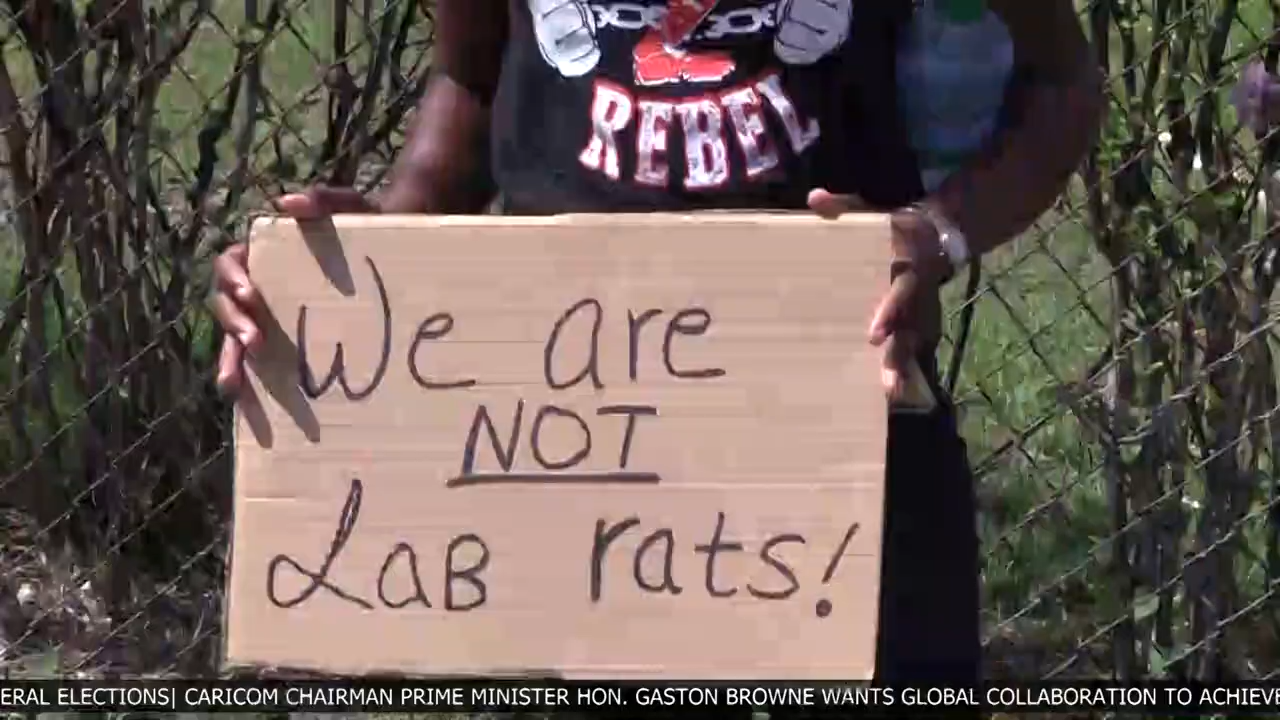 REBEL
We are
NOT
LaB rats!
ERAL ELECTIONS| CARICOM CHAIRMAN PRIME MINISTER HON. GASTON BROWNE WANTS GLOBAL COLLABORATION TO ACHIEVE